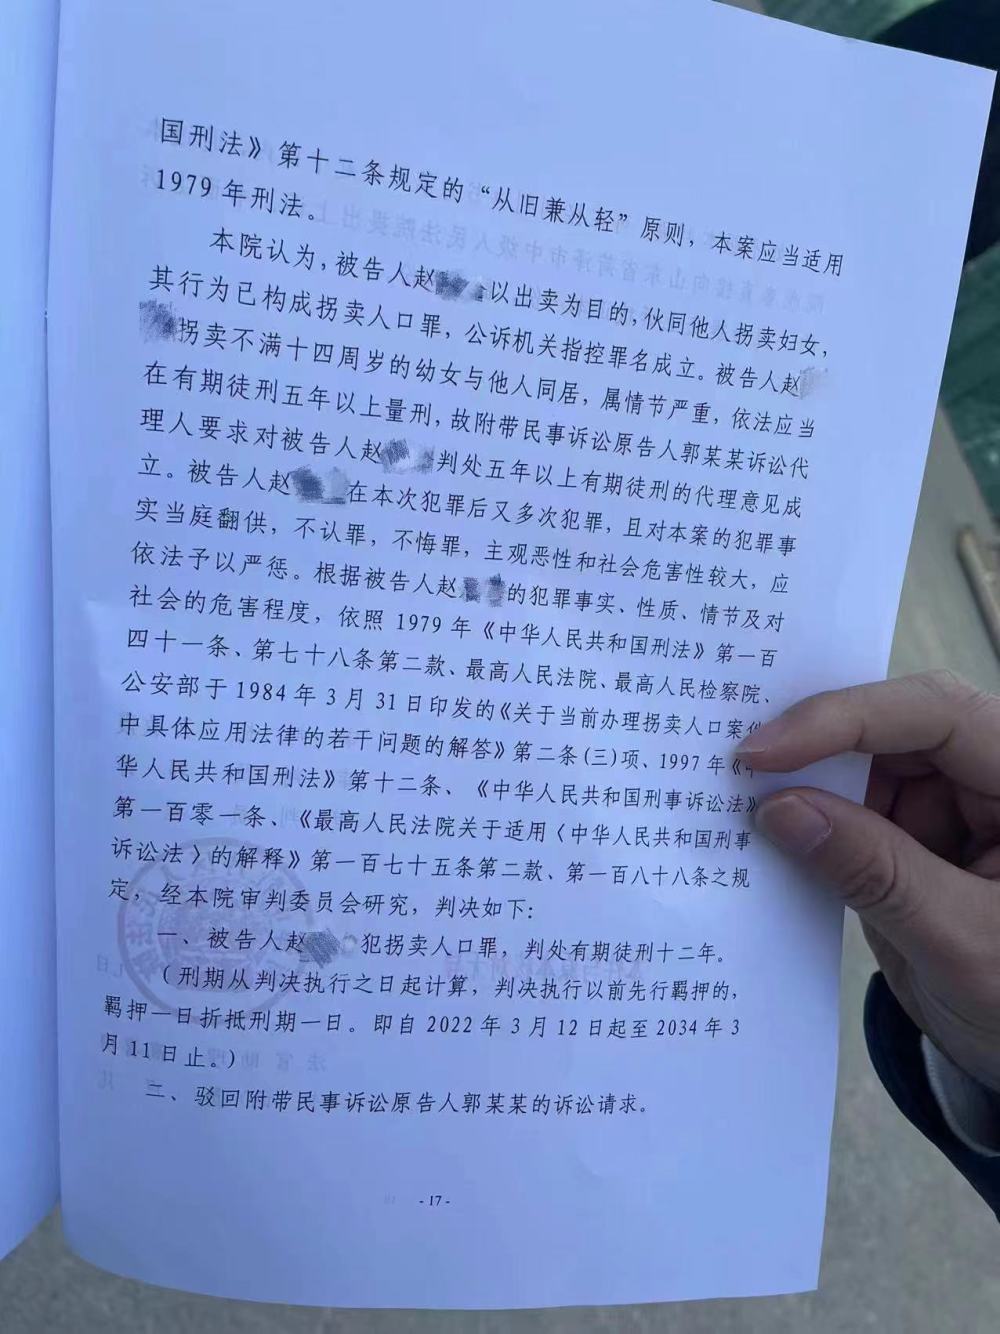 国刑法》第十二条规定的“从旧兼从轻”原则，本案应当适用
1979年刑法。
本院认为，被告人赵 以出卖为目的，伙同他人拐卖妇女，
其行为已构成拐卖人口罪，公诉机关指控罪名成立。被告人赵
拐卖不满十四周岁的幼女与他人同居，属情节严重，依法应当
在有期徒刑五年以上量刑，故附带民事诉讼原告人郭某某诉讼代
理人要求对被告人赵 判处五年以上有期徒刑的代理意见成
立。被告人赵 在本次犯罪后又多次犯罪，且对本案的犯罪事
实当庭翻供，不认罪，不悔罪，主观恶性和社会危害性较大，应
依法予以严惩。根据被告人赵 的犯罪事实、性质、情节及对
社会的危害程度，依照1979年《中华人民共和国刑法》第一百
四十一条、第七十八条第二款、最高人民法院、最高人民检察院、
公安部于1984年3月31日印发的《关于当前办理拐卖人口案
中具体应用法律的若干问题的解答》第二条(三)项、1997年《
华人民共和国刑法》第十二条、《中华人民共和国刑事诉讼法》
第一百零一条、《最高人民法院关于适用〈中华人民共和国刑事
诉讼法〉的解释》第一百七十五条第二款、第一百八十八条之规
定，经本院审判委员会研究，判决如下：
一、被告人赵 犯拐卖人口罪，判处有期徒刑十二年。
（刑期从判决执行之日起计算，判决执行以前先行羁押的，
羁押一日折抵刑期一日。即自2022年3月12日起至2034年3
月11日止。）
二、驳回附带民事诉讼原告人郭某某的诉讼请求。
- 17 -